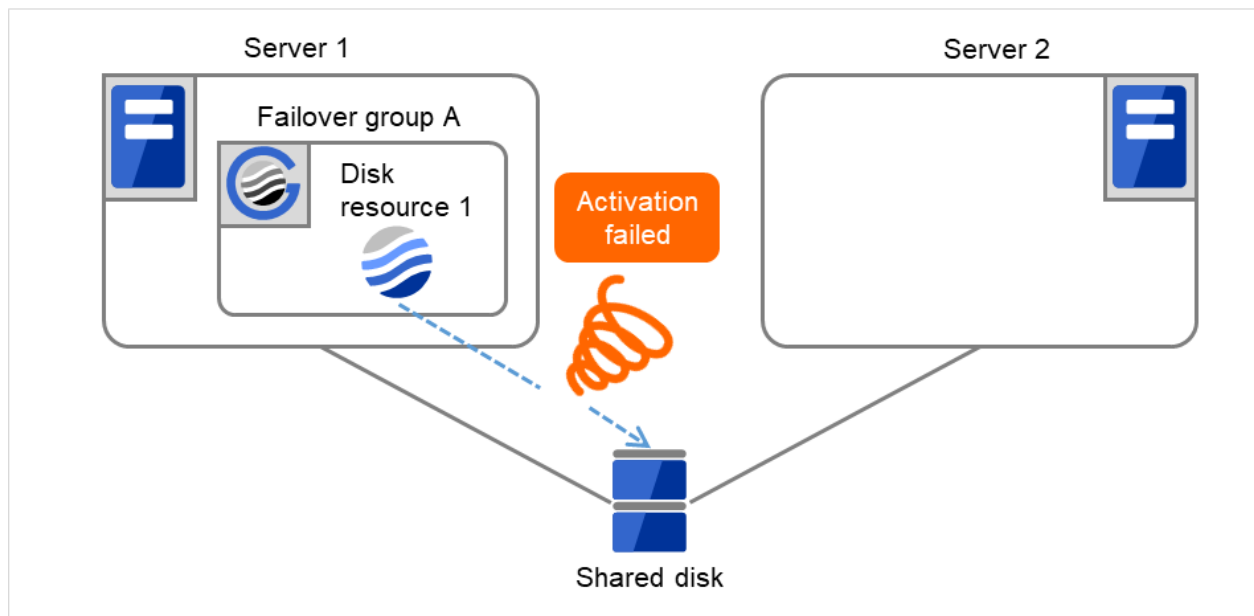 Server 1
Server 2
Failover group A
Disk
resource 1
Activation
failed
Shared disk